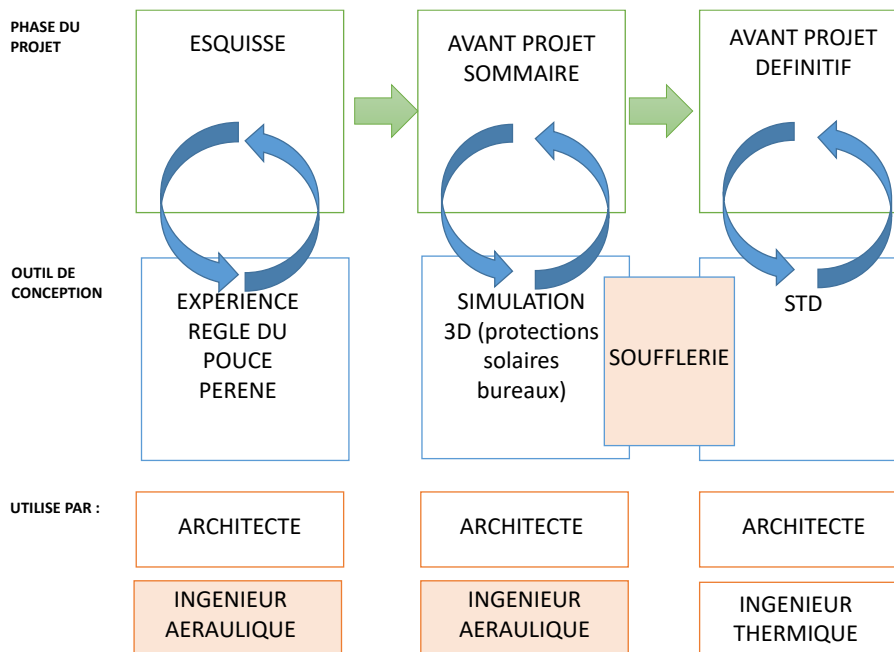 PHASE DU
PROJET
ESQUISSE
AVANT PROJET
SOMMAIRE
AVANT PROJET
DEFINITIF
OUTIL DE
CONCEPTION
EXPERIENCE
REGLE DU
POUCE
PERENE
SIMULATION
3D (protections
solaires
bureaux)
SOUFFLERIE
STD
UTILISE PAR :
ARCHITECTE
ARCHITECTE
ARCHITECTE
INGENIEUR
AERAULIQUE
INGENIEUR
AERAULIQUE
INGENIEUR
THERMIQUE